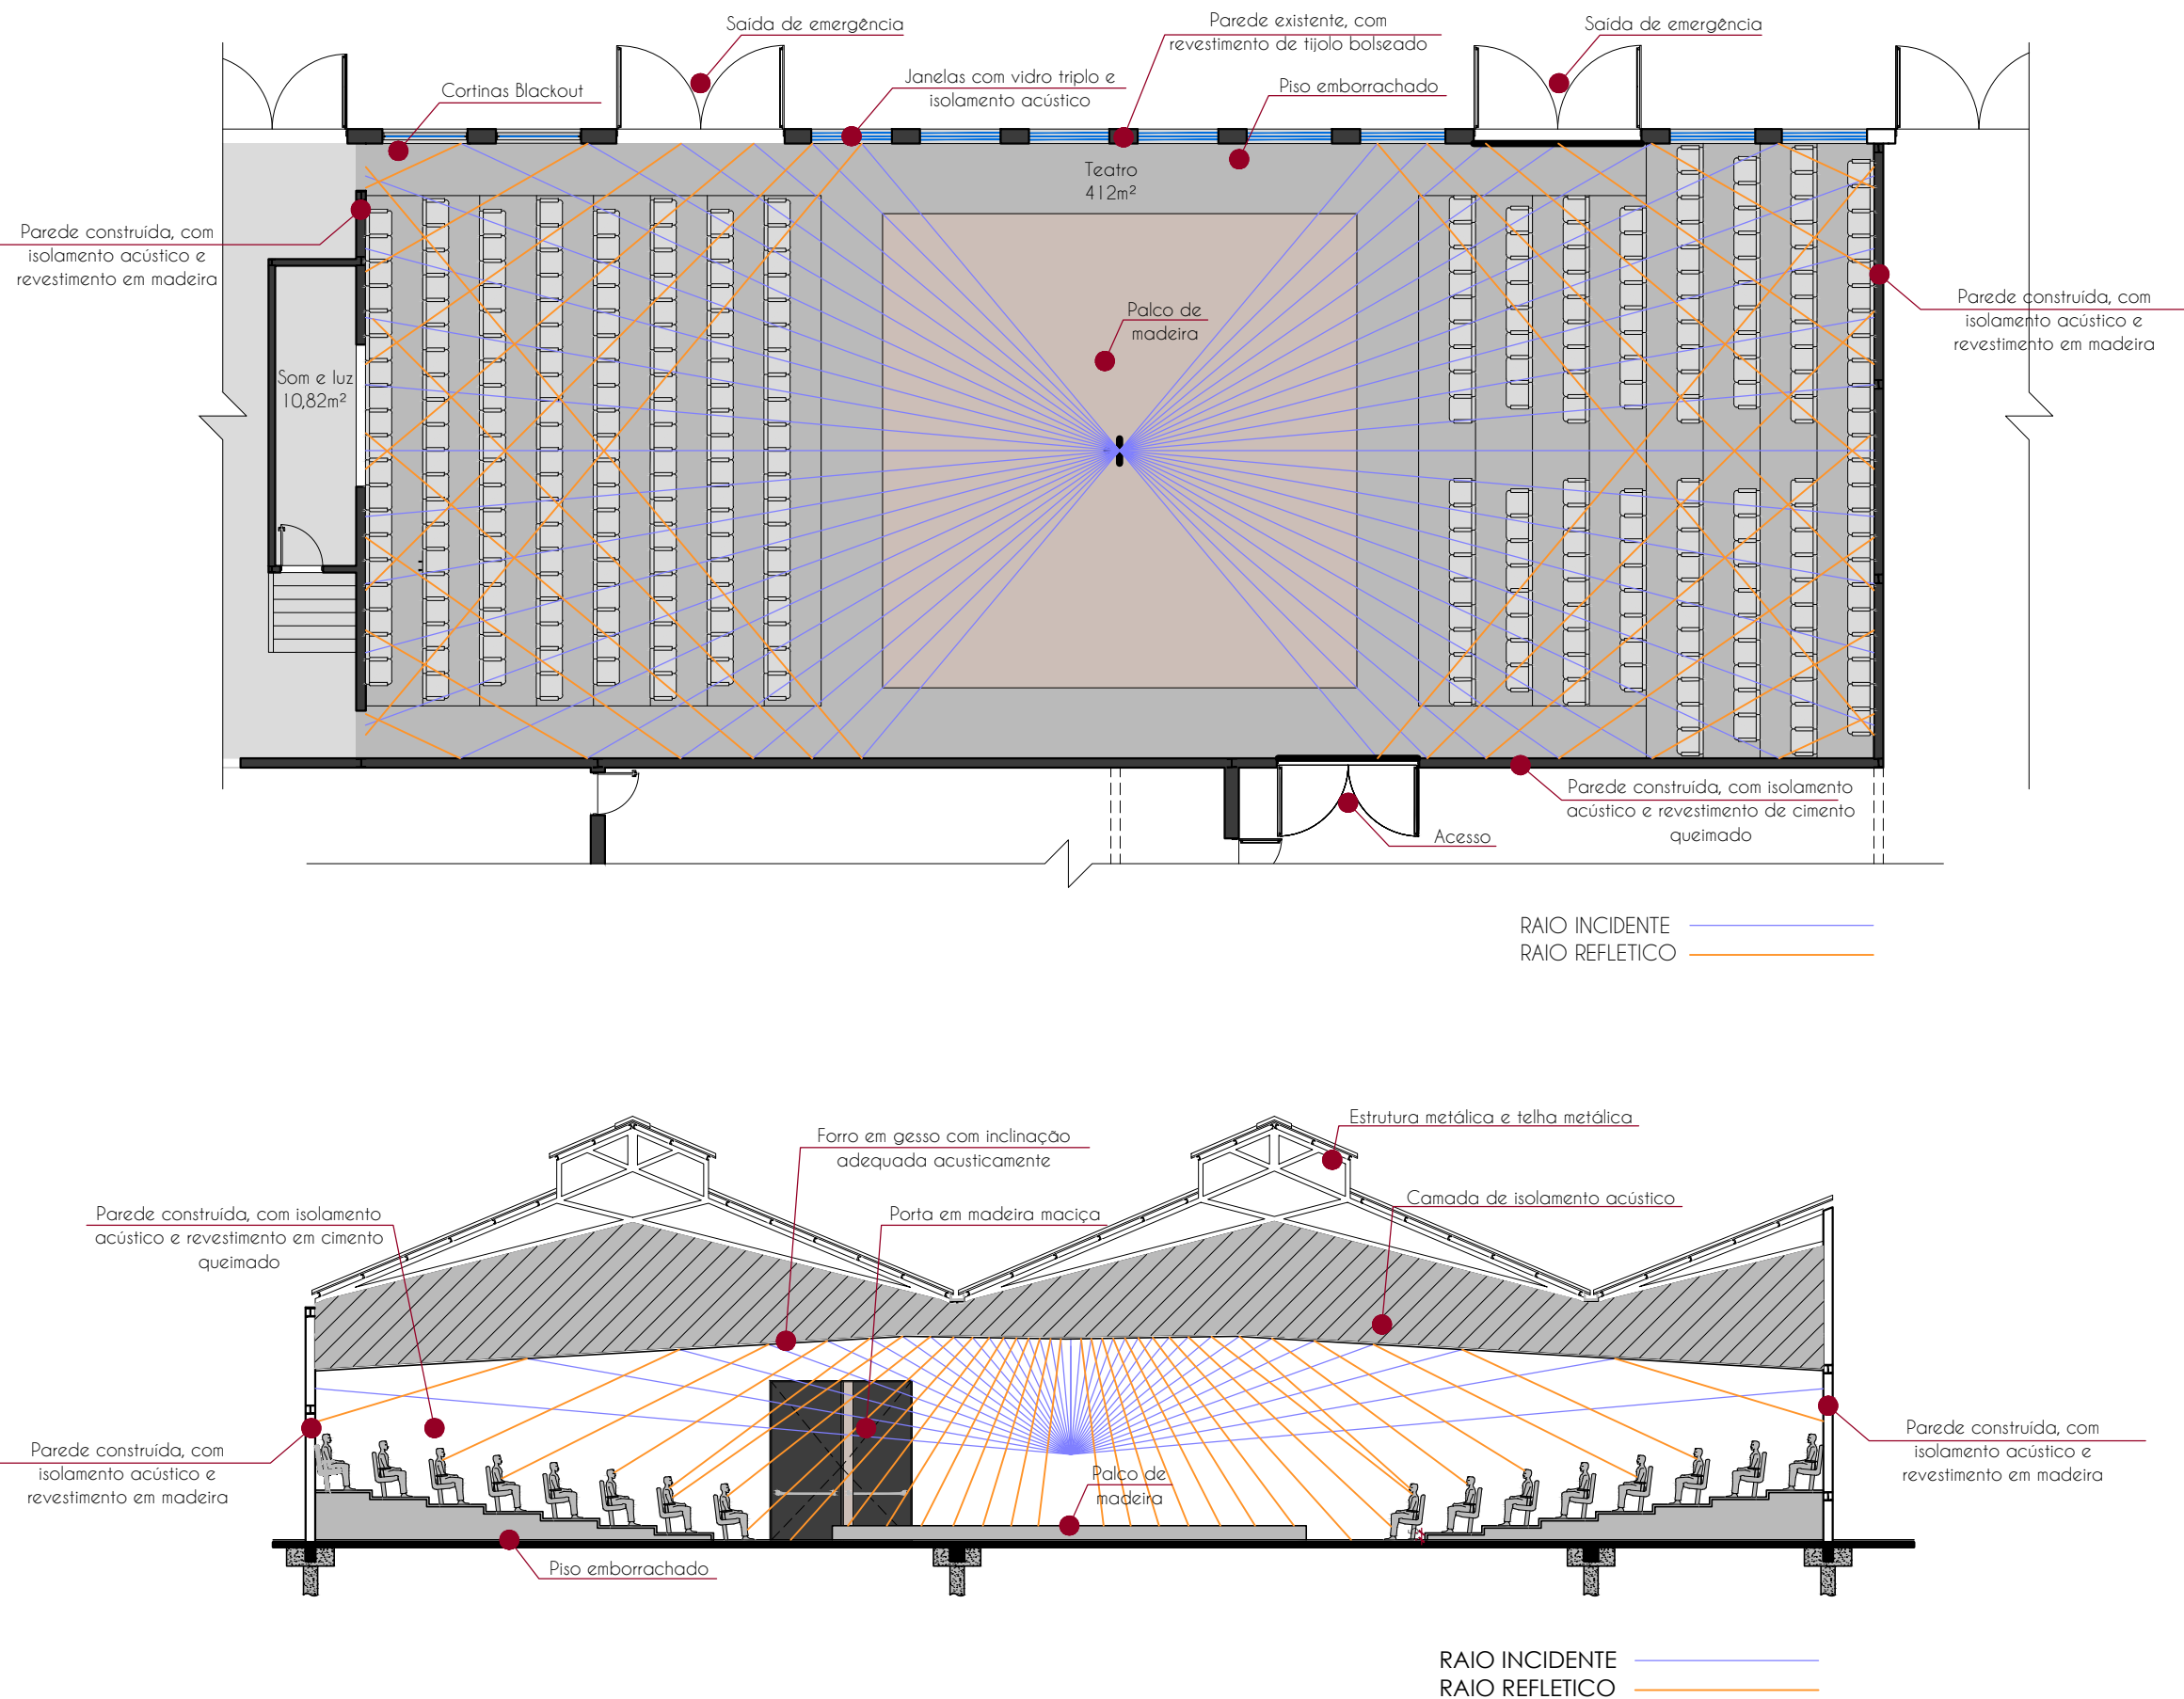 Saída de emergência
Parede existente, com
revestimento de tijolo bolseado
Saída de emergência
Cortinas Blackout
Janelas com vidro triplo e
isolamento acústico
Piso emborrachado
Teatro
412m²
Parede construída, com
isolamento acústico e
revestimento em madeira
Parede construída, com
isolamento acústico e
revestimento em madeira
Palco de
madeira
Som e luz
10,82m²
Parede construída, com isolamento
acústico e revestimento de cimento
queimado
Acesso
RAIO INCIDENTE
RAIO REFLETICO
Estrutura metálica e telha metálica
Forro em gesso com inclinação
adequada acusticamente
Camada de isolamento acústico
Parede construída, com isolamento
acústico e revestimento em cimento
queimado
Porta em madeira maciça
Parede construída, com
isolamento acústico e
revestimento em madeira
Parede construída, com
isolamento acústico e
revestimento em madeira
Palco de
madeira
Piso emborrachado
RAIO INCIDENTE
RAIO REFLETICO